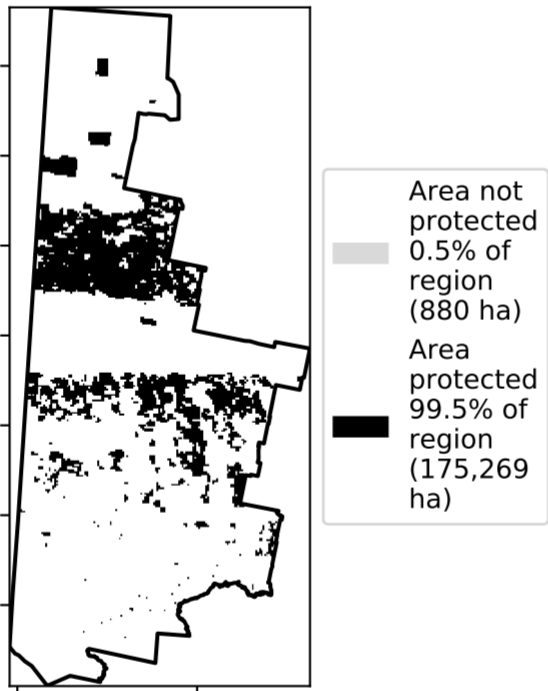 Area not
protected
0.5% of
region
(880 ha)
Area
protected
99.5% of
region
(175,269
ha)